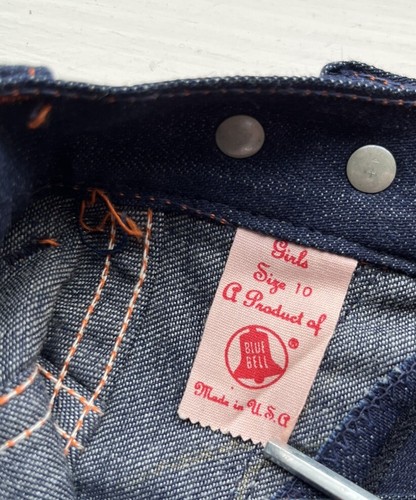 Girls
Size 10
A Product of
BLUE
BELL
®
Made in U.S.A